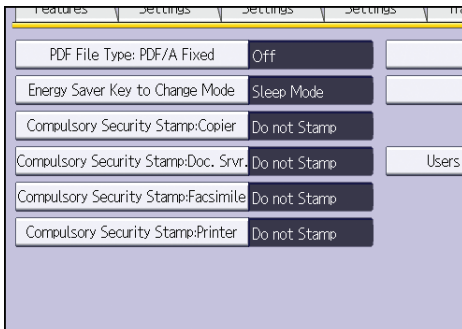 Features Settings Settings Settings
PDF File Type: PDF/A Fixed Off
Energy Saver Key to Change Mode Sleep Mode
Compulsory Security Stamp:Copier Do not Stamp
Compulsory Security Stamp:Doc. Srvr. Do not Stamp
Users
Compulsory Security Stamp:Facsimile Do not Stamp
Compulsory Security Stamp:Printer Do not Stamp